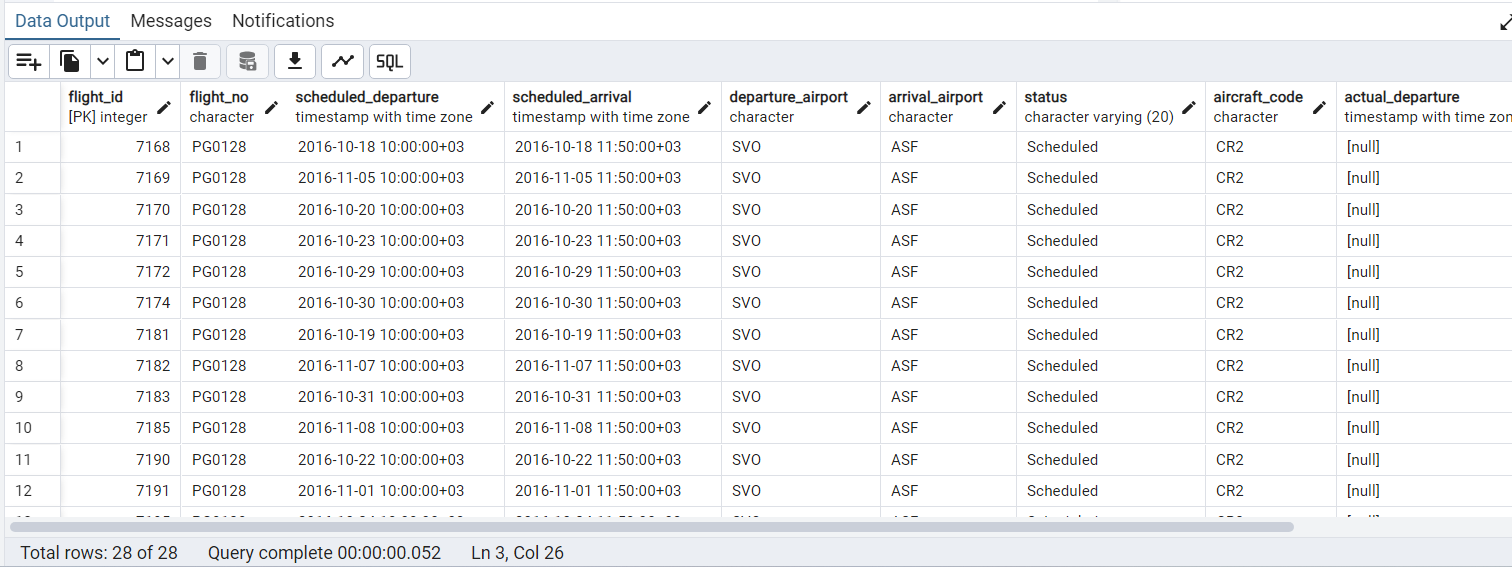 Data Output Messages Notifications
SQL
flight_id flight_no scheduled_departure scheduled_arrival departure_airport arrival_airport status aircraft_code actual_departure
[PK] integer character timestamp with time zone timestamp with time zone character character character varying (20) character timestamp with time zon
1 7168 PG0128 2016-10-18 10:00:00+03 2016-10-18 11:50:00+03 SVO ASF Scheduled CR2 [null]
2 7169 PG0128 2016-11-05 10:00:00+03 2016-11-05 11:50:00+03 SVO ASF Scheduled CR2 [null]
3 7170 PG0128 2016-10-20 10:00:00+03 2016-10-20 11:50:00+03 SVO ASF Scheduled CR2 [null]
4 7171 PG0128 2016-10-23 10:00:00+03 2016-10-23 11:50:00+03 SVO ASF Scheduled CR2 [null]
5 7172 PG0128 2016-10-29 10:00:00+03 2016-10-29 11:50:00+03 SVO ASF Scheduled CR2 [null]
6 7174 PG0128 2016-10-30 10:00:00+03 2016-10-30 11:50:00+03 SVO ASF Scheduled CR2 [null]
7 7181 PG0128 2016-10-19 10:00:00+03 2016-10-19 11:50:00+03 SVO ASF Scheduled CR2 [null]
8 7182 PG0128 2016-11-07 10:00:00+03 2016-11-07 11:50:00+03 SVO ASF Scheduled CR2 [null]
9 7183 PG0128 2016-10-31 10:00:00+03 2016-10-31 11:50:00+03 SVO ASF Scheduled CR2 [null]
10 7185 PG0128 2016-11-08 10:00:00+03 2016-11-08 11:50:00+03 SVO ASF Scheduled CR2 [null]
11 7190 PG0128 2016-10-22 10:00:00+03 2016-10-22 11:50:00+03 SVO ASF Scheduled CR2 [null]
12 7191 PG0128 2016-11-01 10:00:00+03 2016-11-01 11:50:00+03 SVO ASF Scheduled CR2 [null]
Total rows: 28 of 28 Query complete 00:00:00.052 Ln 3, Col 26